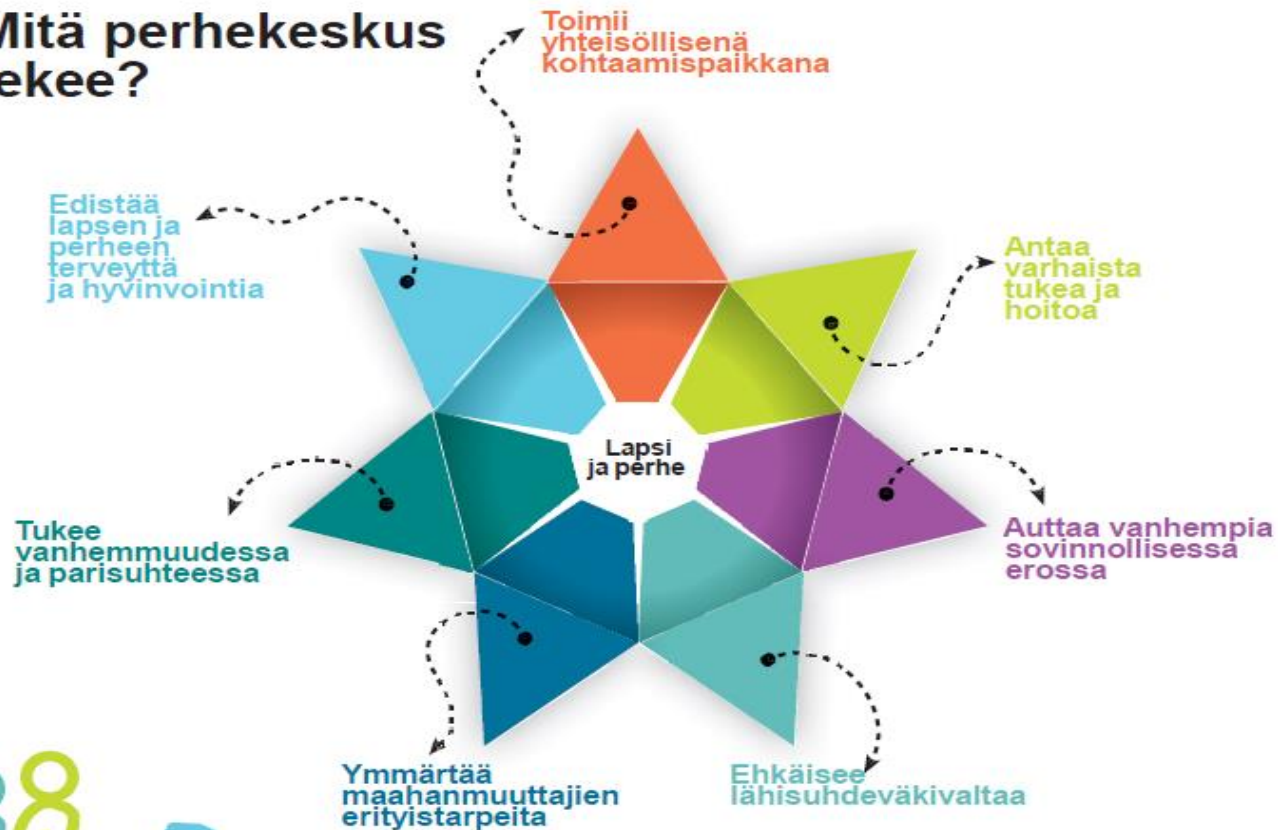 Mitä perhekeskus
tekee?
Toimii
yhteisöllisenä
kohtaamispaikkana
Edistää
lapsen ja
perheen
terveyttä
ja hyvinvointia
Antaa
varhaista
tukea ja
hoitoa
Lapsi
ja perhe
Tukee
vanhemmuudessa
ja parisuhteessa
Auttaa vanhempia
sovinnollisessa
erossa
Ymmärtää
maahanmuuttajien
erityistarpeita
Ehkäisee
lähisuhdeväkivaltaa